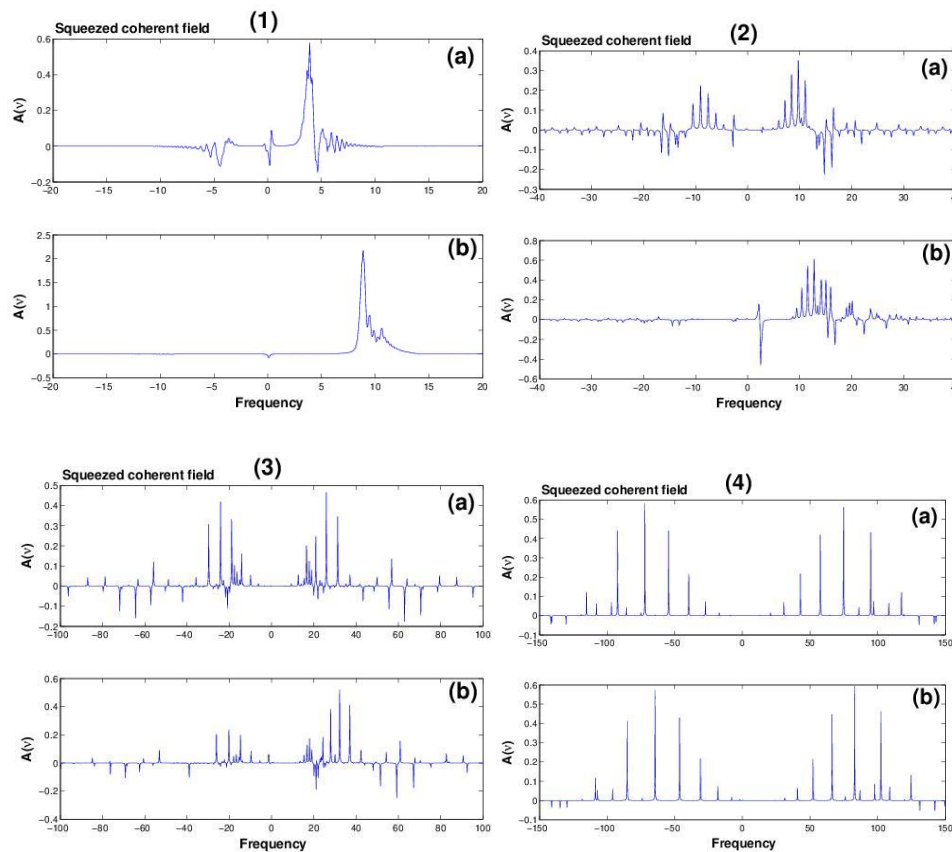 (1)
Squeezed coherent field
(a)
A(ν)
0.6
0.4
0.2
0
−0.2
−20 −15 −10 −5 0 5 10 15 20
(b)
A(ν)
2.5
2
1.5
1
0.5
0
−0.5
−20 −15 −10 −5 0 5 10 15 20
Frequency
(2)
Squeezed coherent field
(a)
A(ν)
0.4
0.3
0.2
0.1
0
−0.1
−0.2
−0.3
−40 −30 −20 −10 0 10 20 30 40
(b)
A(ν)
0.8
0.6
0.4
0.2
0
−0.2
−0.4
−0.6
−40 −30 −20 −10 0 10 20 30 40
Frequency
(3)
Squeezed coherent field
(a)
A(ν)
0.5
0.4
0.3
0.2
0.1
0
−0.1
−0.2
−100 −80 −60 −40 −20 0 20 40 60 80 100
(b)
A(ν)
0.6
0.4
0.2
0
−0.2
−0.4
−100 −80 −60 −40 −20 0 20 40 60 80 100
Frequency
(4)
Squeezed coherent field
(a)
A(ν)
0.6
0.5
0.4
0.3
0.2
0.1
0
−0.1
−150 −100 −50 0 50 100 150
(b)
A(ν)
0.6
0.5
0.4
0.3
0.2
0.1
0
−0.1
−150 −100 −50 0 50 100 150
Frequency